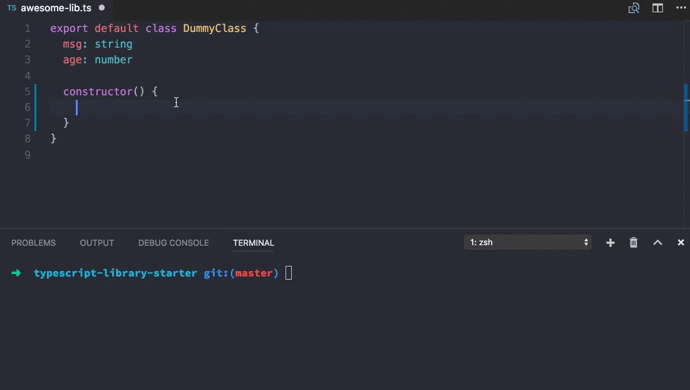 TS awesome-lib.ts
1 export default class DummyClass {
2 msg: string
3 age: number
4
5 constructor() {
6
7 }
8 }
9
PROBLEMS OUTPUT DEBUG CONSOLE TERMINAL 1: zsh
➜ typescript-library-starter git:(master)